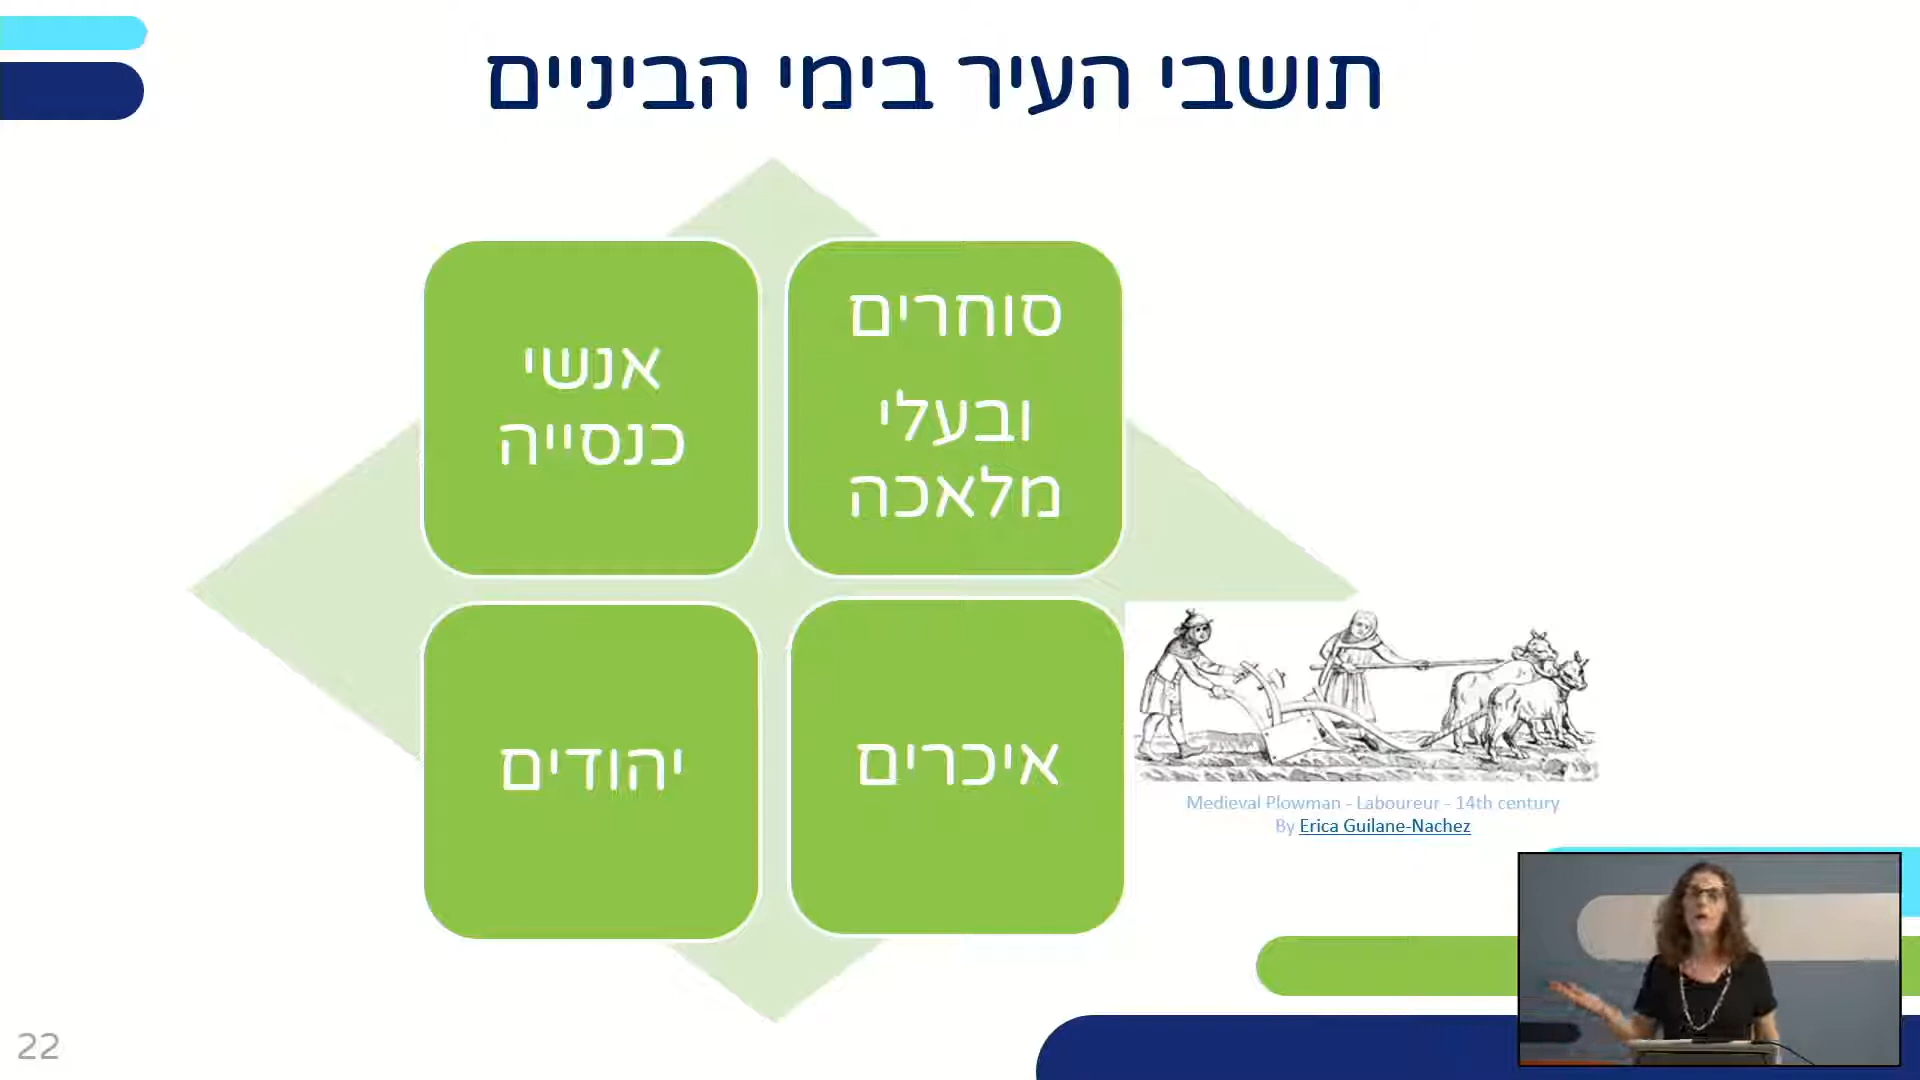 תושבי העיר בימי הביניים
סוחרים
ובעלי
מלאכה
אנשי
כנסייה
איכרים
יהודים
Medieval Plowman - Laboureur - 14th century
By Erica Guilane-Nachez
22